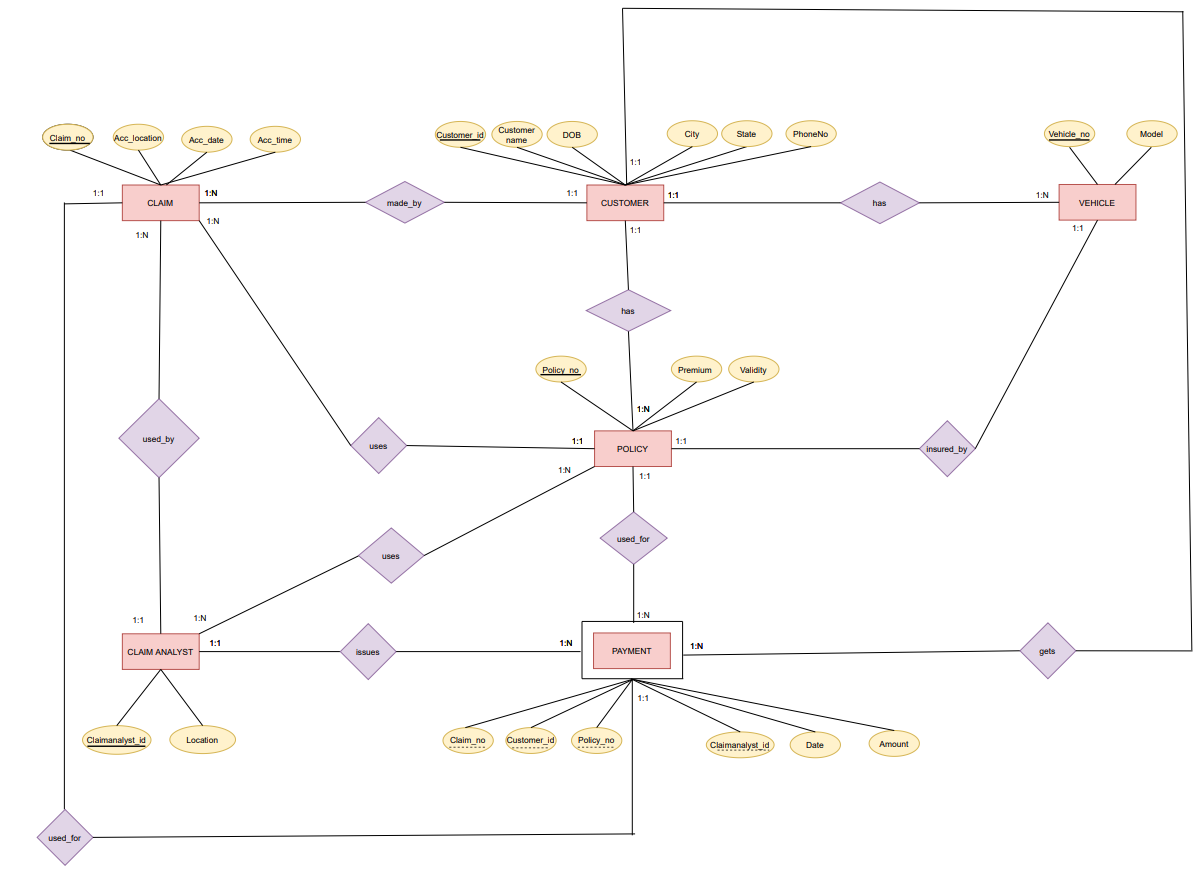 1:1
Claim_no
Acc_location
Acc_date
Acc_time
Customer_id
Customer
name
DOB
City
State
PhoneNo
Vehicle_no
Model
1:1
CLAIM
1:N
made_by
1:1
CUSTOMER
1:1
has
1:N
VEHICLE
1:N
1:N
1:1
1:1
has
Policy_no
Premium
Validity
1:N
used_by
uses
1:1
POLICY
1:1
insured_by
1:N
1:1
used_for
uses
1:1
1:N
1:N
CLAIM ANALYST
1:1
issues
1:N
PAYMENT
1:N
gets
1:1
Claimanalyst_id
Location
Claim_no
Customer_id
Policy_no
Claimanalyst_id
Date
Amount
used_for